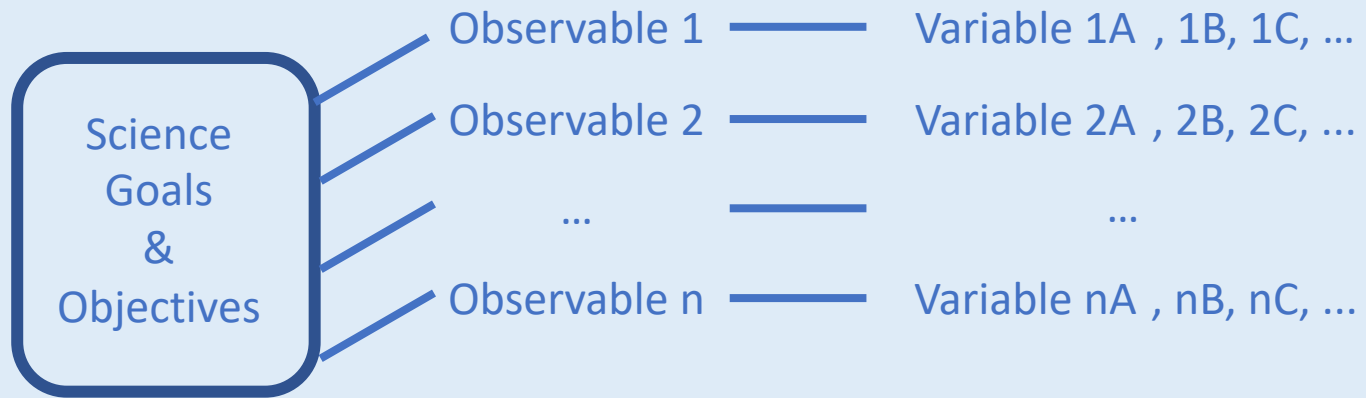 Science
Goals
&
Objectives
Observable 1
Variable 1A , 1B, 1C, ...
Observable 2
Variable 2A , 2B, 2C, ...
...
...
Observable n
Variable nA , nB, nC, ...